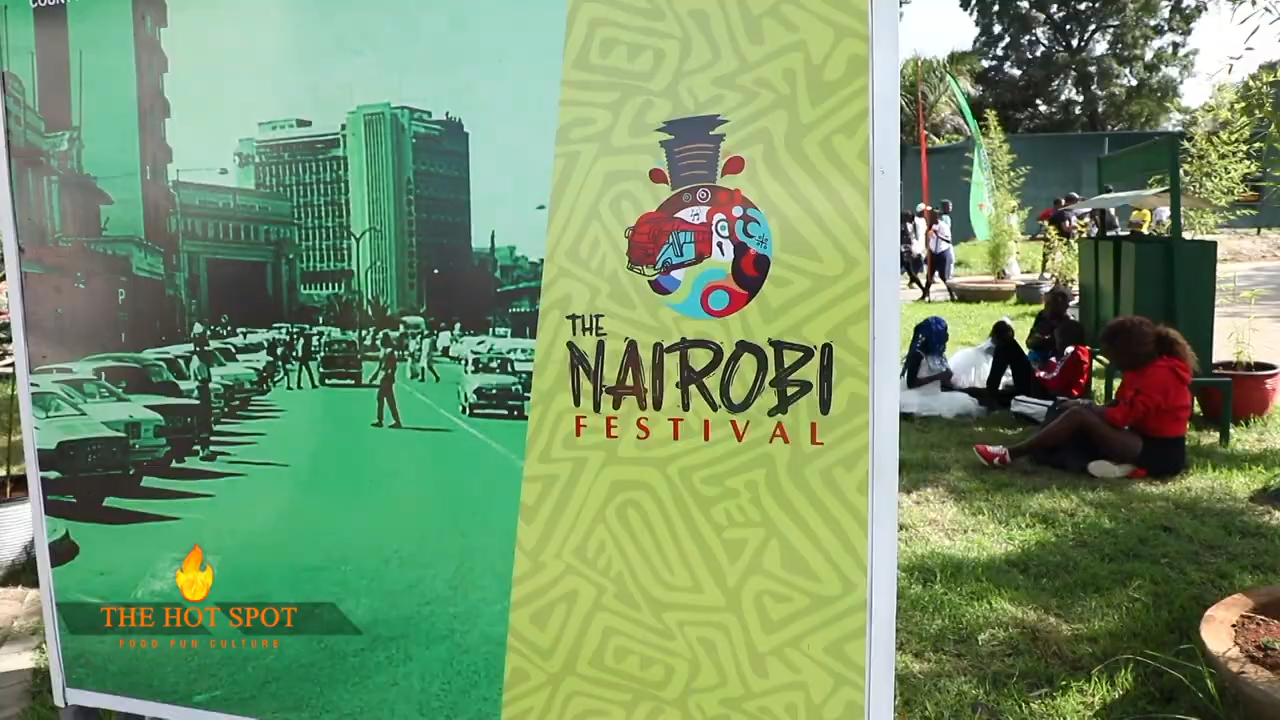 THE
NAIROBI
FESTIVAL
P
THE HOT SPOT
FOOD FUN CULTURE